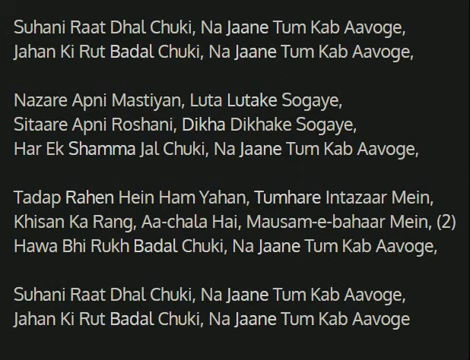 Suhani Raat Dhal Chuki, Na Jaane Tum Kab Aavoge,
Jahan Ki Rut Badal Chuki, Na Jaane Tum Kab Aavoge,
Nazare Apni Mastiyan, Luta Lutake Sogaye,
Sitaare Apni Roshani, Dikha Dikhake Sogaye,
Har Ek Shamma Jal Chuki, Na Jaane Tum Kab Aavoge,
Tadap Rahen Hein Ham Yahan, Tumhare Intazaar Mein,
Khisan Ka Rang, Aa-chala Hai, Mausam-e-bahaar Mein, (2)
Hawa Bhi Rukh Badal Chuki, Na Jaane Tum Kab Aavoge,
Suhani Raat Dhal Chuki, Na Jaane Tum Kab Aavoge,
Jahan Ki Rut Badal Chuki, Na Jaane Tum Kab Aavoge